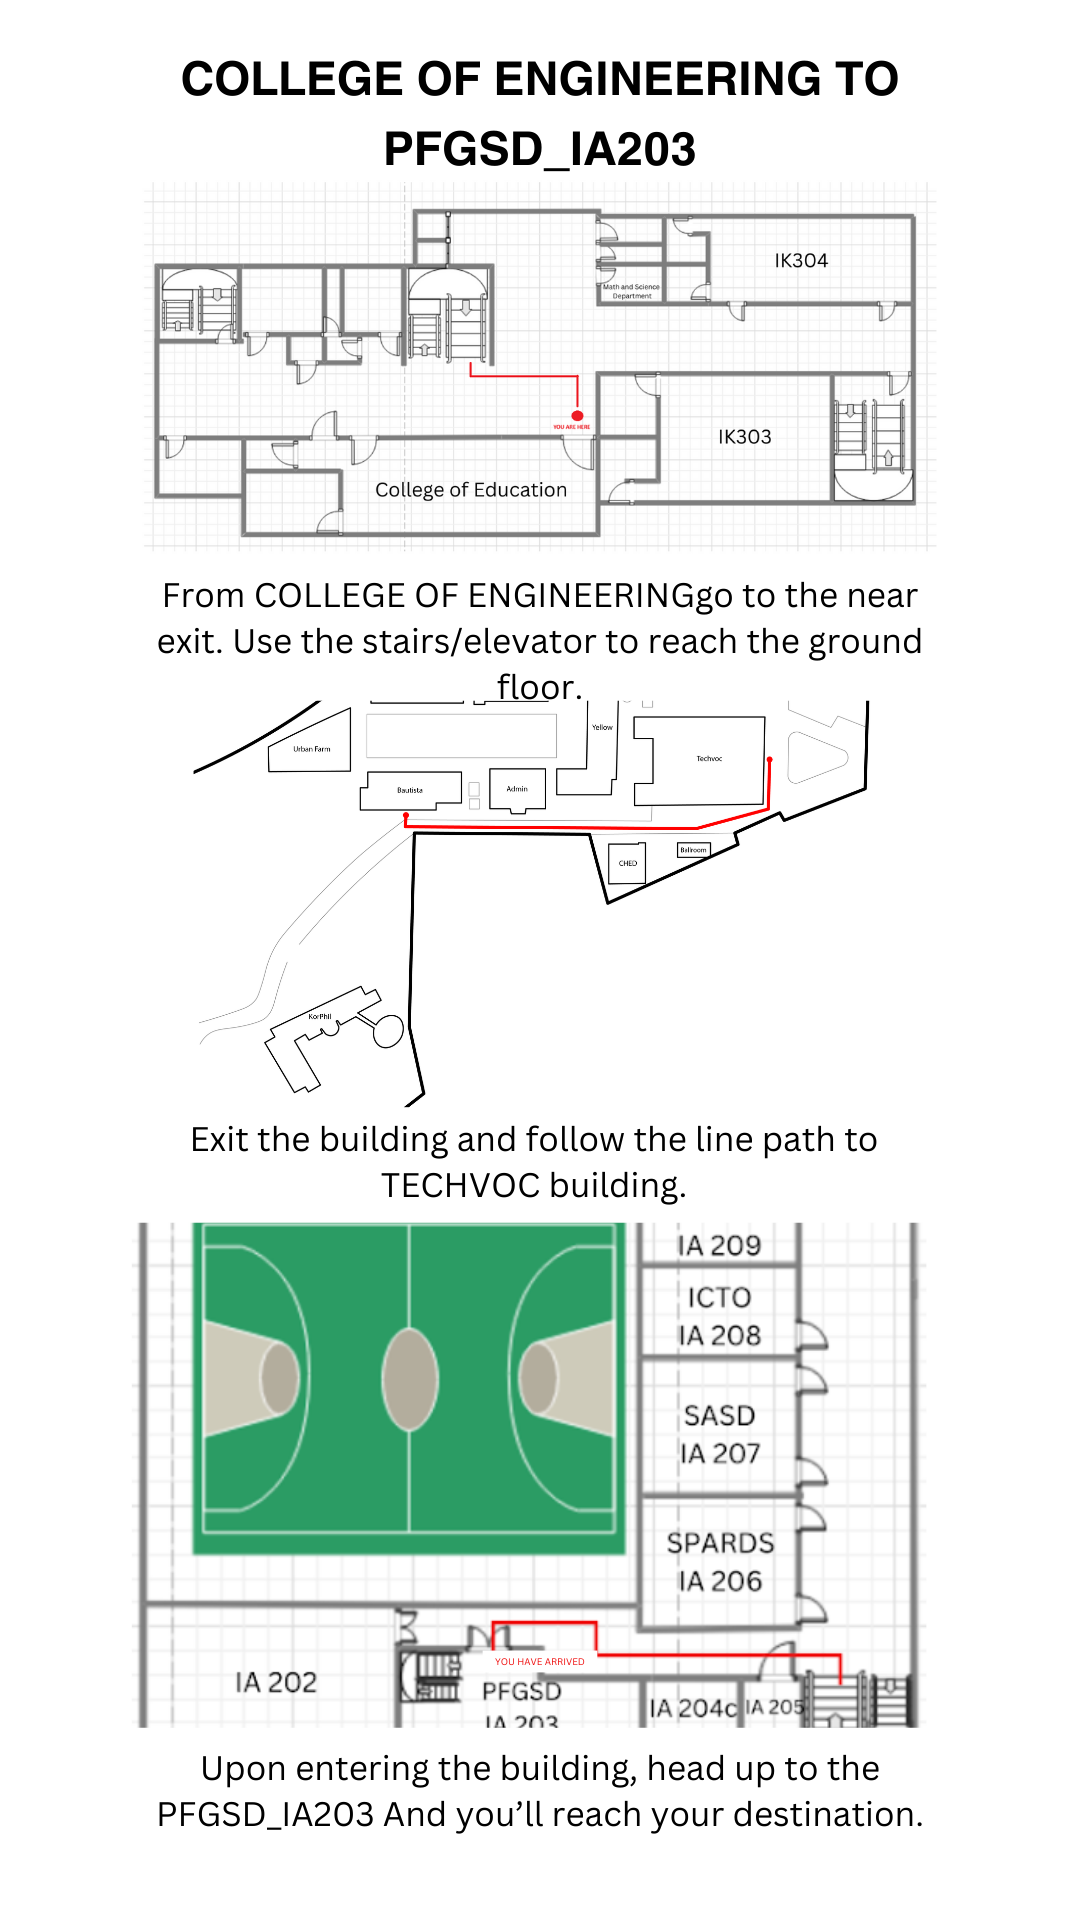 COLLEGE OF ENGINEERING TO
PFGSD_IA203
IK304
Math and Science
Department
YOU ARE HERE
IK303
College of Education
From COLLEGE OF ENGINEERINGgo to the near
exit. Use the stairs/elevator to reach the ground
floor.
Yellow
Urban Farm
Techvoc
Bautista
Admin
CHED
Ballroom
KorPhil
Exit the building and follow the line path to
TECHVOC building.
IA 209
ICTO
IA 208
SASD
IA 207
SPARDS
IA 206
YOU HAVE ARRIVED
IA 202
PFGSD
IA 203
IA 204c
IA 205
Upon entering the building, head up to the
PFGSD_IA203 And you’ll reach your destination.